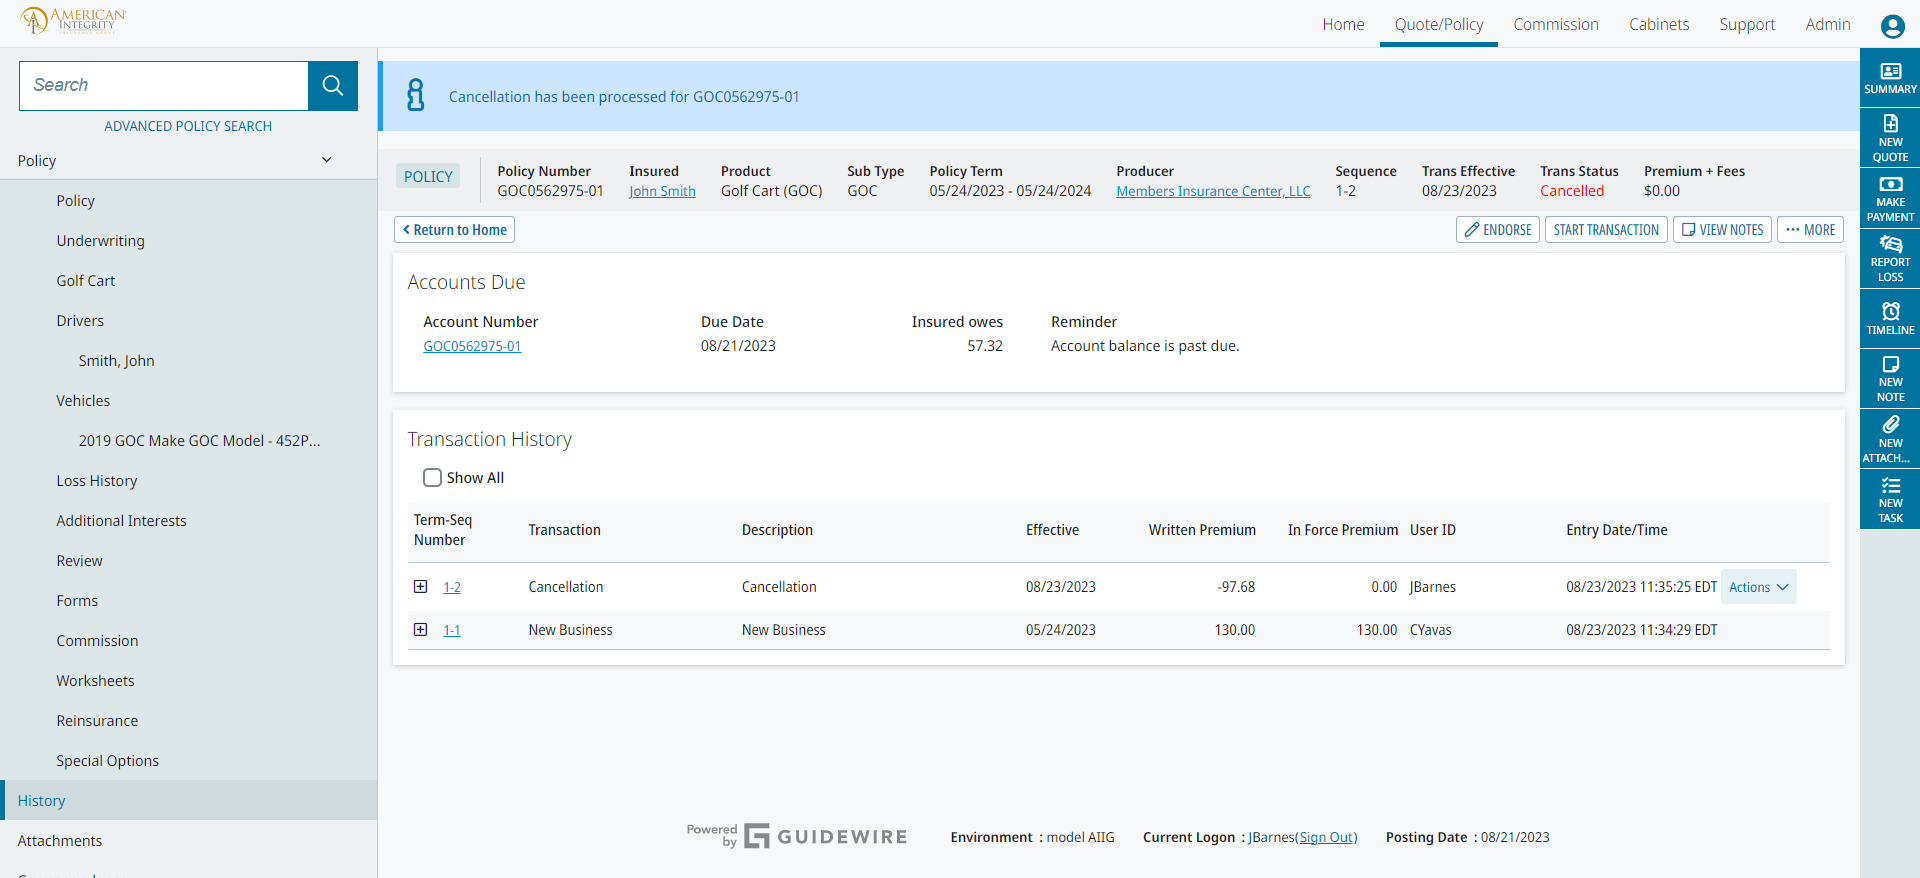 AMERICAN
INTEGRITY
Home Quote/Policy Commission Cabinets Support Admin
Search
ADVANCED POLICY SEARCH
Policy
Policy
Underwriting
Golf Cart
Drivers
Smith, John
Vehicles
2019 GOC Make GOC Model - 452P...
Loss History
Additional Interests
Review
Forms
Commission
Worksheets
Reinsurance
Special Options
History
Attachments
Cancellation has been processed for GOC0562975-01
POLICY
Policy Number Insured Product Sub Type Policy Term Producer Sequence Trans Effective Trans Status Premium + Fees
GOC0562975-01 John Smith Golf Cart (GOC) GOC 05/24/2023 - 05/24/2024 Members Insurance Center, LLC 1-2 08/23/2023 Cancelled $0.00
Return to Home
ENDORSE START TRANSACTION VIEW NOTES ••• MORE
Accounts Due
Account Number Due Date Insured owes Reminder
GOC0562975-01 08/21/2023 57.32 Account balance is past due.
Transaction History
Show All
Term-Seq
Number Transaction Description Effective Written Premium In Force Premium User ID Entry Date/Time
1-2 Cancellation Cancellation 08/23/2023 -97.68 0.00 JBarnes 08/23/2023 11:35:25 EDT Actions
1-1 New Business New Business 05/24/2023 130.00 130.00 CYavas 08/23/2023 11:34:29 EDT
Powered
by GUIDEWIRE
Environment : model AIIG Current Logon : JBarnes(Sign Out) Posting Date : 08/21/2023
SUMMARY
NEW
QUOTE
MAKE
PAYMENT
REPORT
LOSS
TIMELINE
NEW
NOTE
NEW
ATTACH...
NEW
TASK